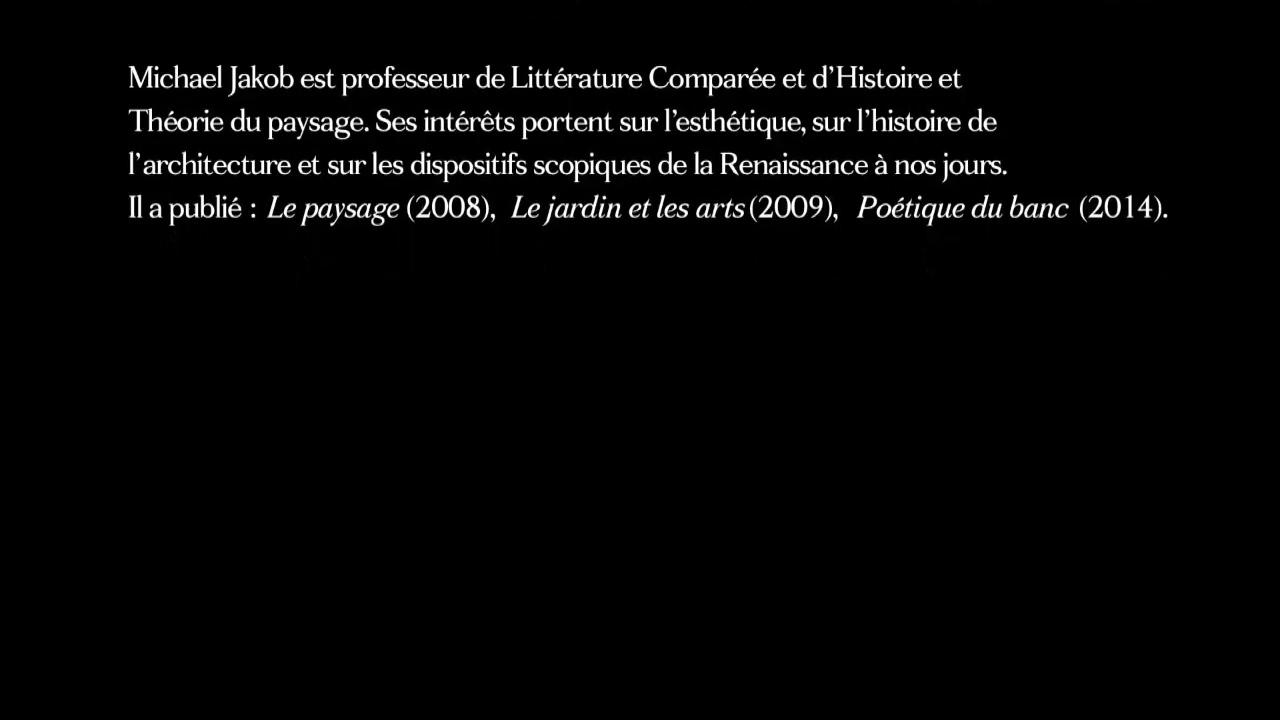 Michael Jakob est professeur de Littérature Comparée et d’Histoire et
Théorie du paysage. Ses intérêts portent sur l’esthétique, sur l’histoire de
l’architecture et sur les dispositifs scopiques de la Renaissance à nos jours.
Il a publié : Le paysage (2008), Le jardin et les arts (2009), Poétique du banc (2014).